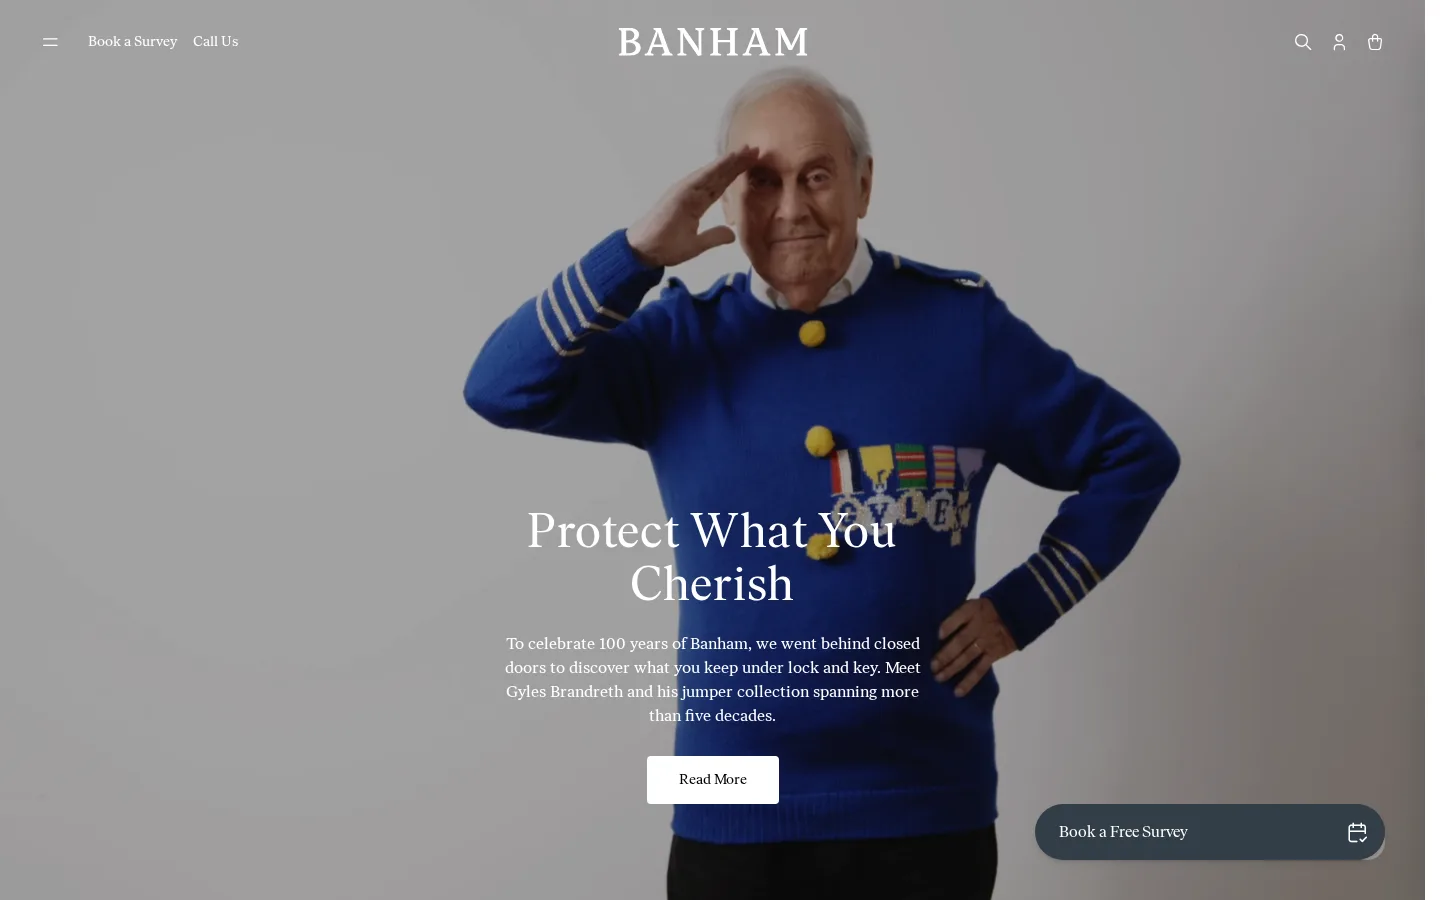 Book a Survey
Call Us
BANHAM
GYLES
Protect What You
Cherish
To celebrate 100 years of Banham, we went behind closed
doors to discover what you keep under lock and key. Meet
Gyles Brandreth and his jumper collection spanning more
than five decades.
Read More
Book a Free Survey